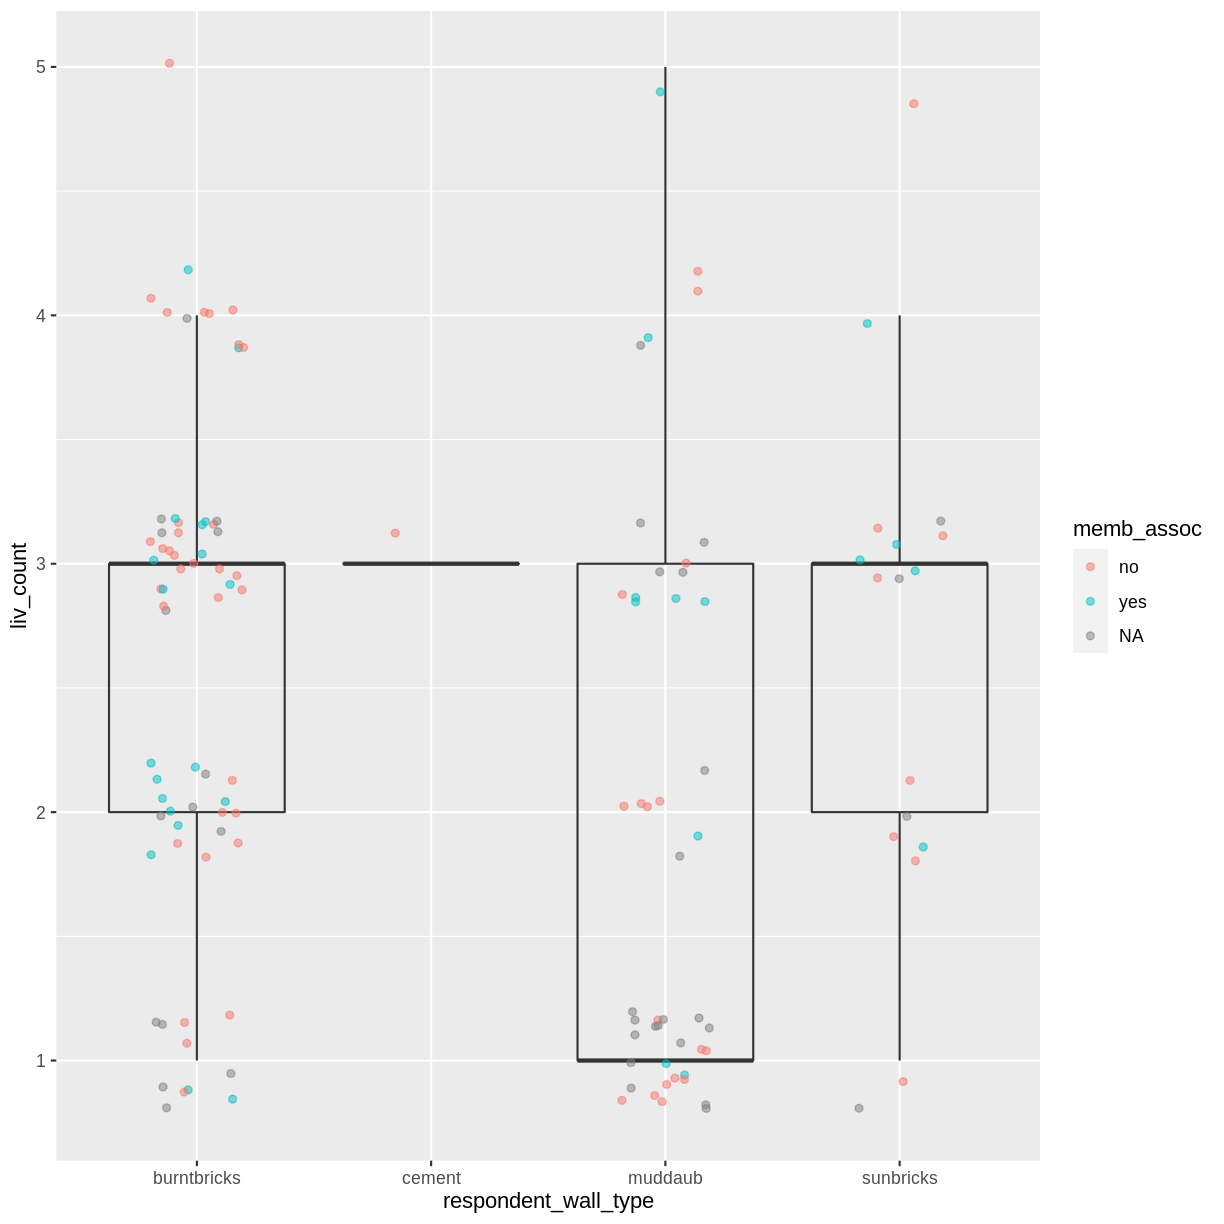 5
4
3
2
1
liv_count
burntbricks
cement
muddaub
sunbricks
respondent_wall_type
memb_assoc
no
yes
NA